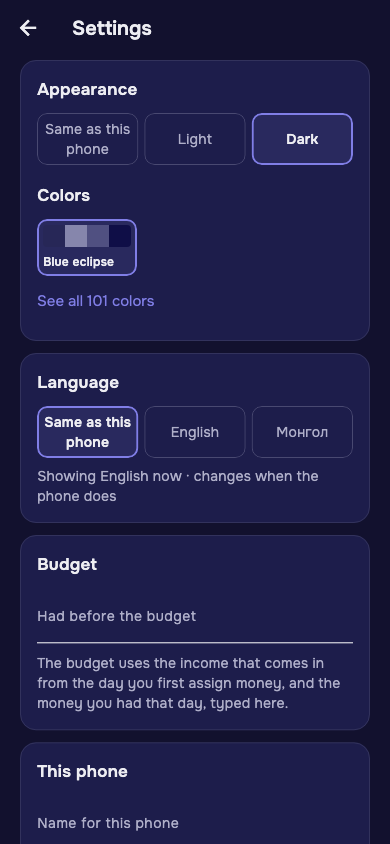 Settings
Appearance
Same as this
phone
Light
Dark
Colors
Blue eclipse
See all 101 colors
Language
Same as this
phone
English
Монгол
Showing English now · changes when the
phone does
Budget
Had before the budget
The budget uses the income that comes in
from the day you first assign money, and the
money you had that day, typed here.
This phone
Name for this phone